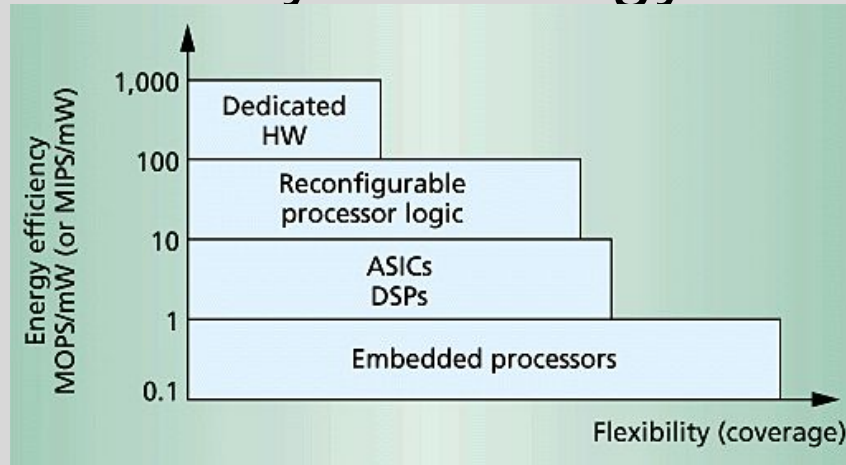 1,000
Dedicated
HW
100
Reconfigurable
processor logic
10
ASICs
DSPs
1
Embedded processors
0.1
Energy efficiency
MOPS/mW (or MIPS/mW)
Flexibility (coverage)